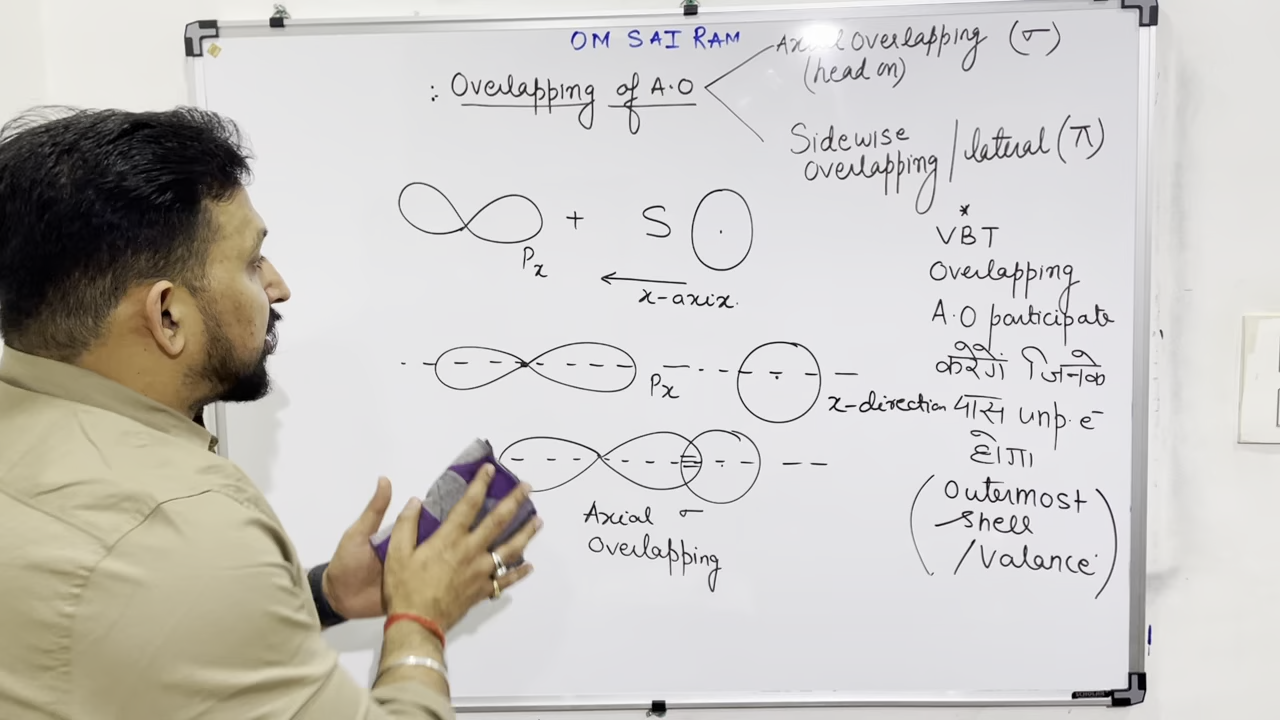 OM SAI RAM
: Overlapping of A.O
Axial Overlapping (σ)
(head on)
Sidewise
Overlapping / lateral (π)
+ S
Px
x-axix.
Px
x-direction
Axial σ
Overlapping
*
VBT
Overlapping
A.O participate
करेंगे जिनके
पास unp. e-
होगा
(Outermost
shell
/Valance)